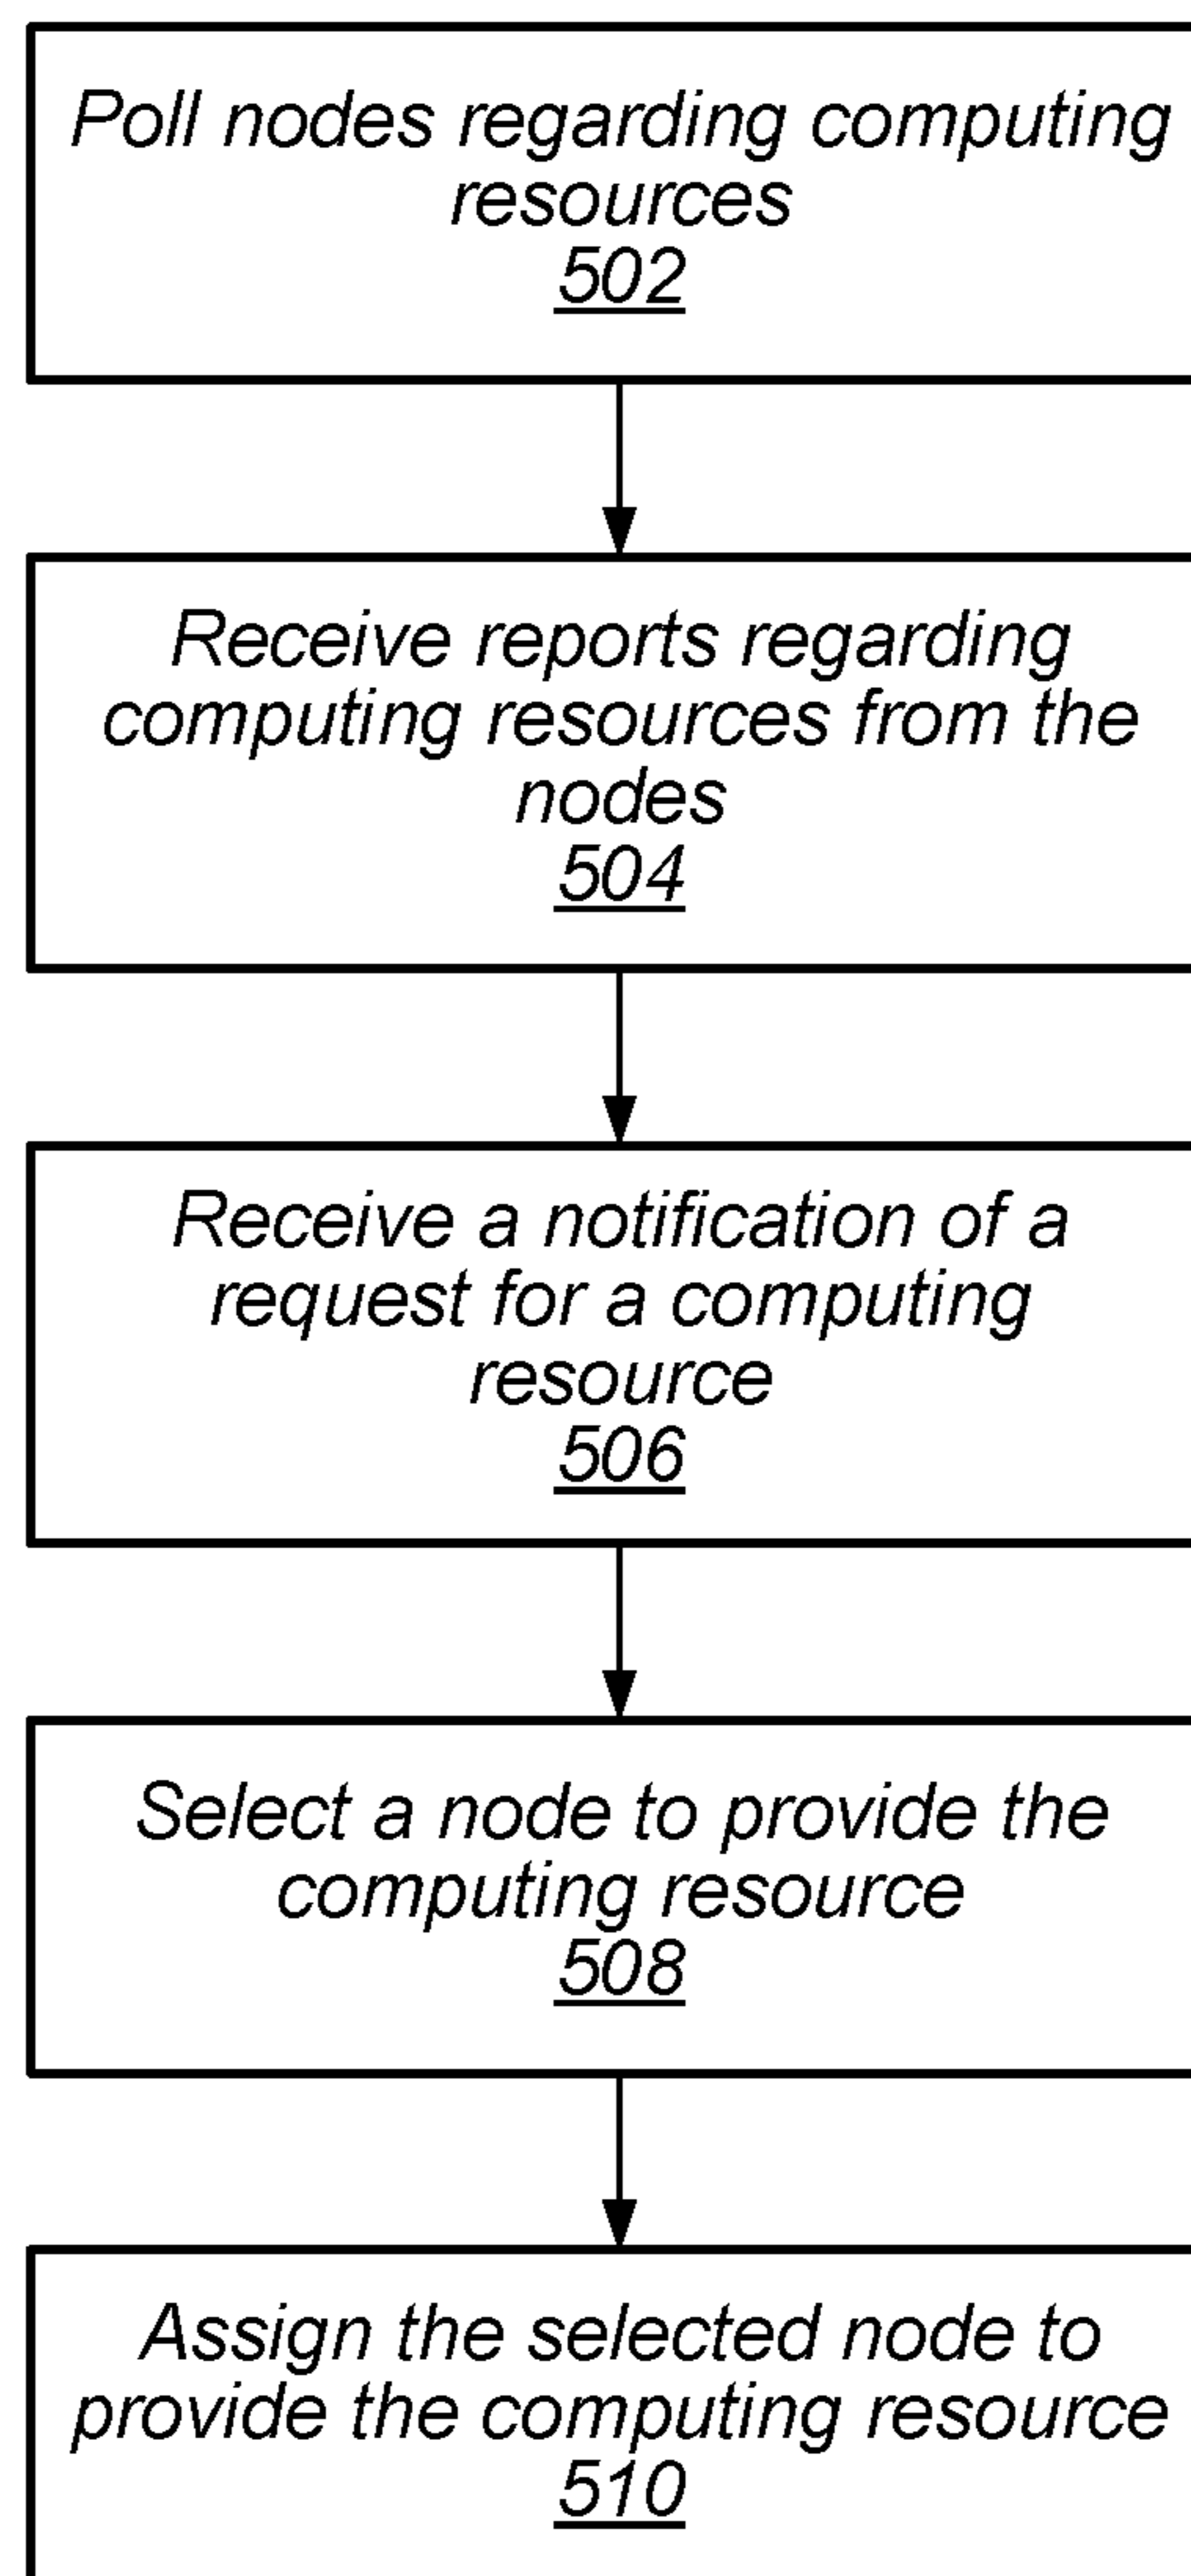 Poll nodes regarding computing
resources
502
Receive reports regarding
computing resources from the
nodes
504
Receive a notification of a
request for a computing
resource
506
Select a node to provide the
computing resource
508
Assign the selected node to
provide the computing resource
510